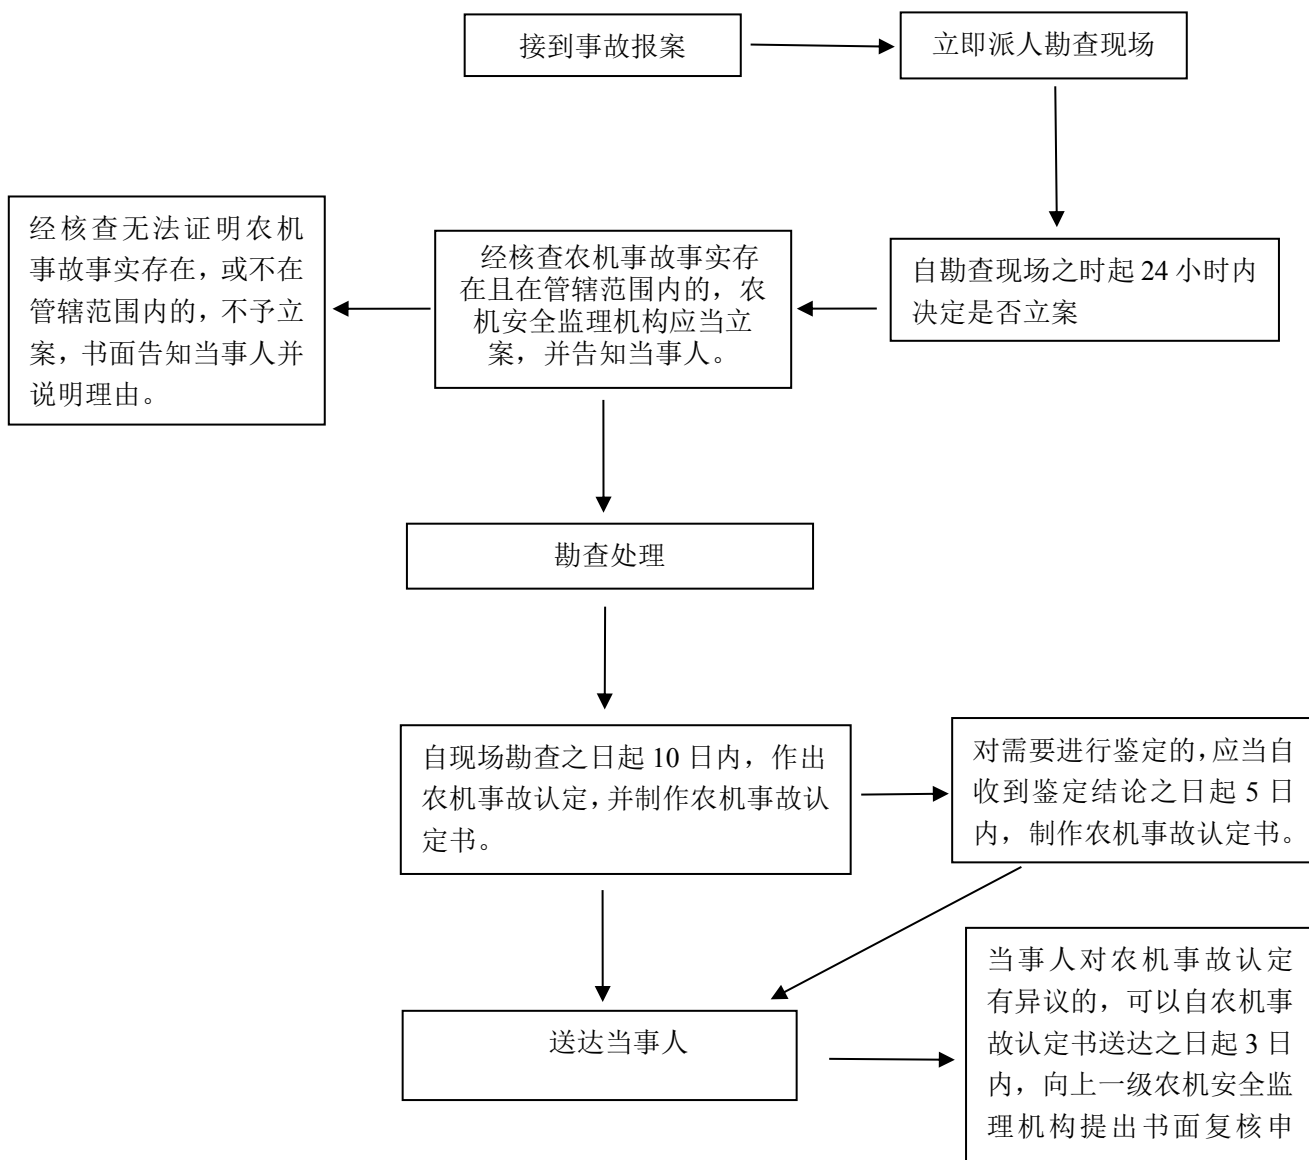 接到事故报案
立即派人勘查现场
自勘查现场之时起 24 小时内
决定是否立案
经核查农机事故事实存
在且在管辖范围内的，农
机安全监理机构应当立
案，并告知当事人。
经核查无法证明农机
事故事实存在，或不在
管辖范围内的，不予立
案，书面告知当事人并
说明理由。
勘查处理
自现场勘查之日起 10 日内，作出
农机事故认定，并制作农机事故认
定书。
对需要进行鉴定的，应当自
收到鉴定结论之日起 5 日
内，制作农机事故认定书。
送达当事人
当事人对农机事故认定
有异议的，可以自农机事
故认定书送达之日起 3 日
内，向上一级农机安全监
理机构提出书面复核申